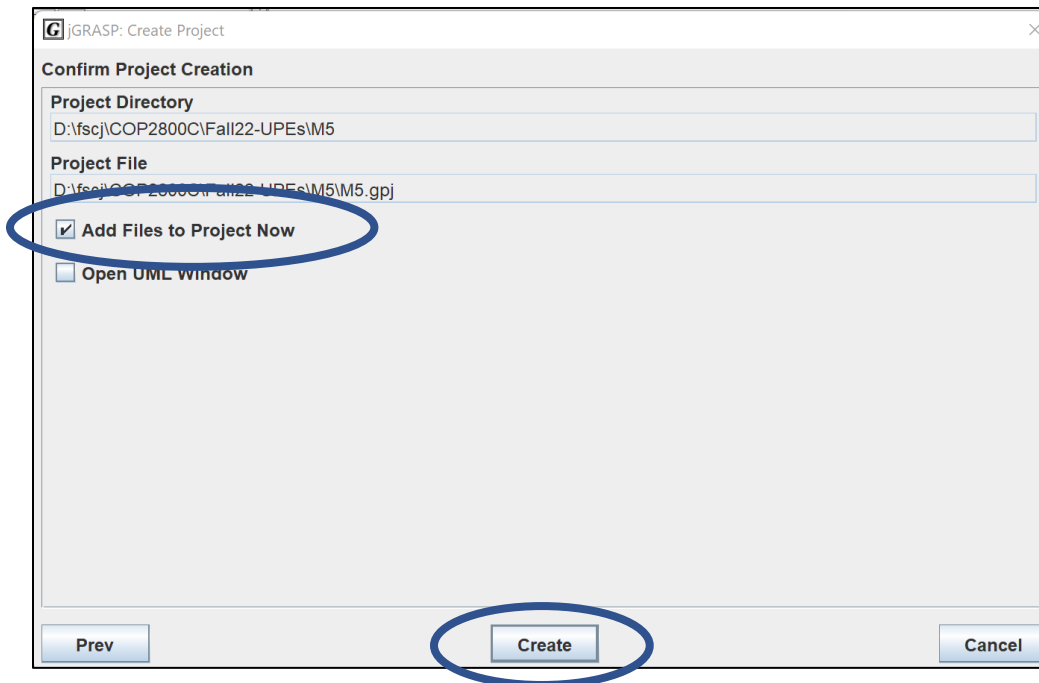 G jGRASP: Create Project
Confirm Project Creation
Project Directory
D:\fscj\COP2800C\Fall22-UPEs\M5
Project File
D:\fscj\COP2800C\Fall22-UPEs\M5\M5.gpj
Add Files to Project Now
Open UML Window
Prev Create Cancel